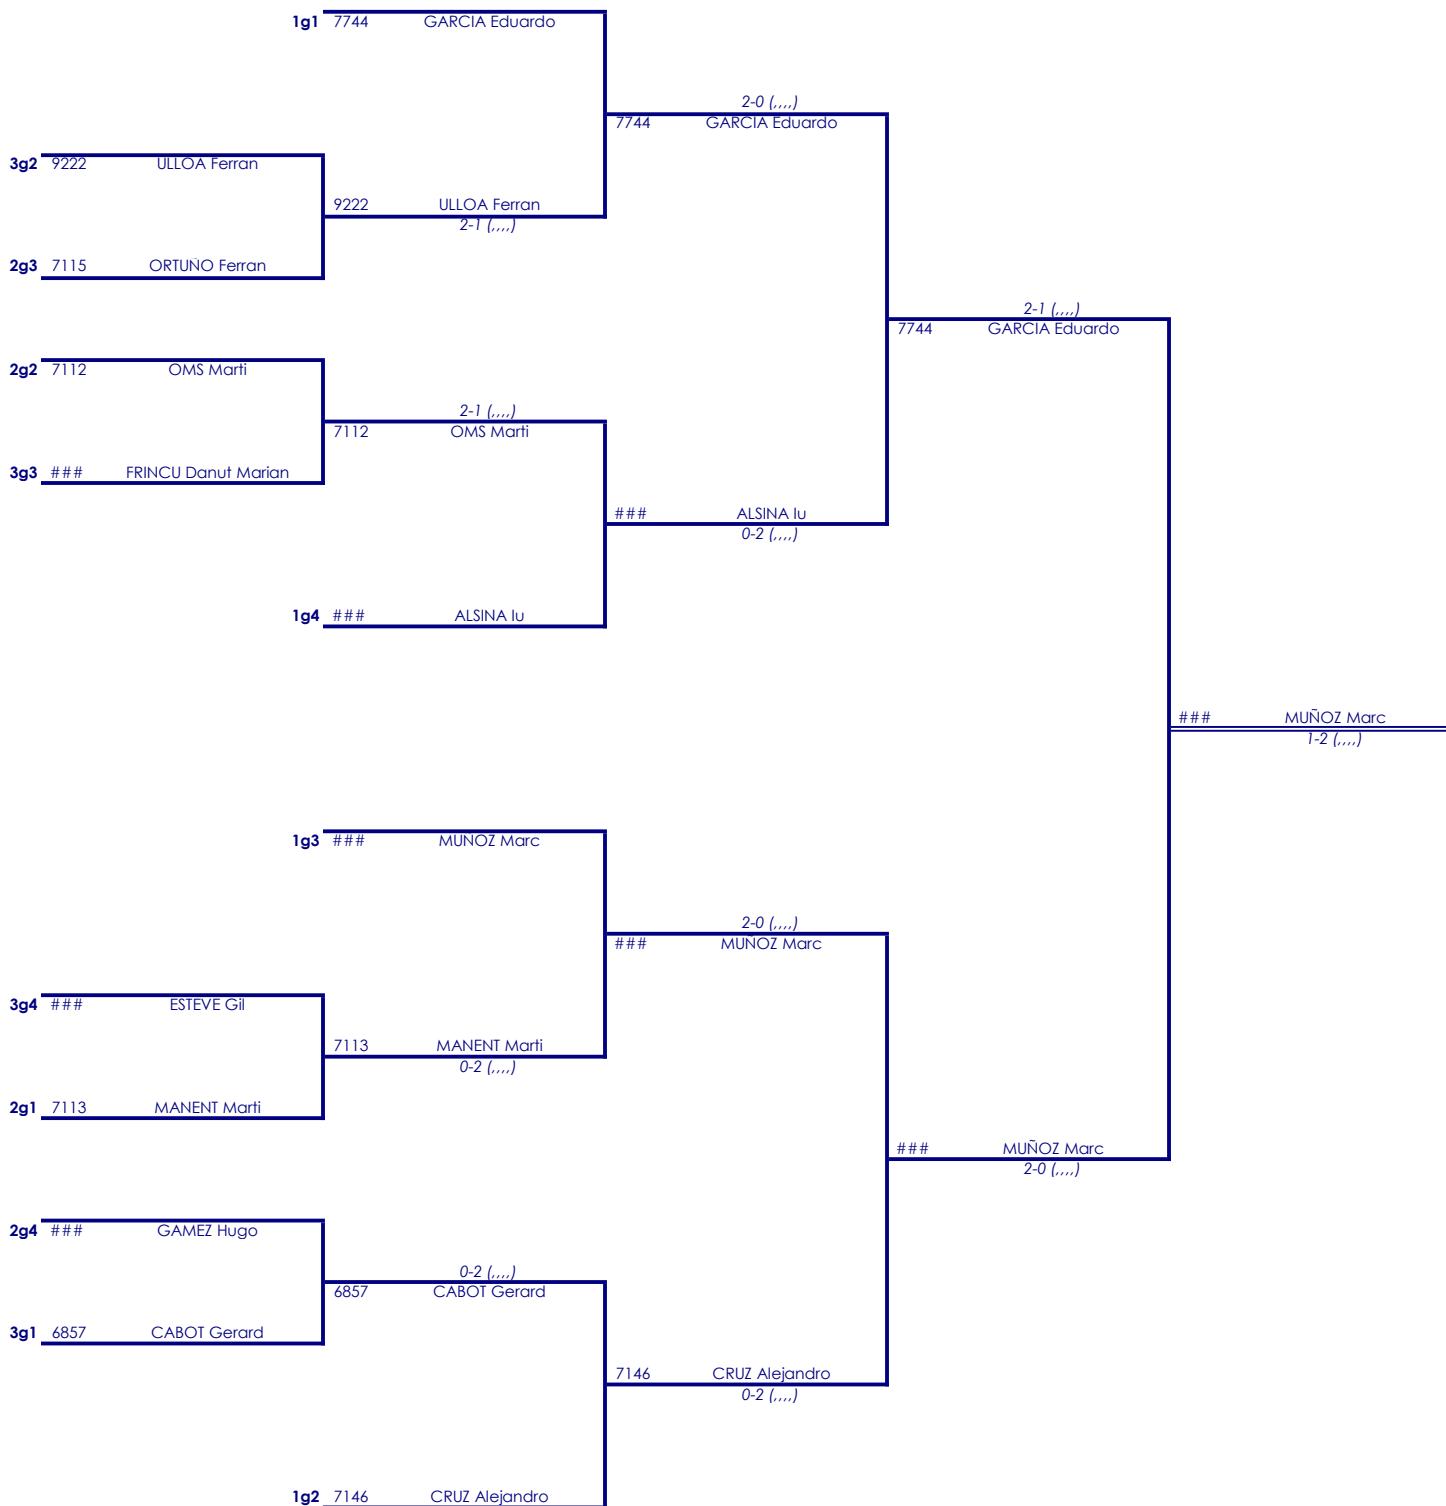 1g1 7744 GARCIA Eduardo
2-0 (,,,,)
7744 GARCIA Eduardo
3g2 9222 ULLOA Ferran
9222 ULLOA Ferran
2-1 (,,,,)
2g3 7115 ORTUÑO Ferran
2-1 (,,,,)
7744 GARCIA Eduardo
2g2 7112 OMS Marti
2-1 (,,,,)
7112 OMS Marti
3g3 ### FRINCU Danut Marian
### ALSINA Iu
0-2 (,,,,)
1g4 ### ALSINA Iu
### MUÑOZ Marc
1-2 (,,,,)
1g3 ### MUÑOZ Marc
2-0 (,,,,)
### MUÑOZ Marc
3g4 ### ESTEVE Gil
7113 MANENT Marti
0-2 (,,,,)
2g1 7113 MANENT Marti
### MUÑOZ Marc
2-0 (,,,,)
2g4 ### GAMEZ Hugo
0-2 (,,,,)
6857 CABOT Gerard
3g1 6857 CABOT Gerard
7146 CRUZ Alejandro
0-2 (,,,,)
1g2 7146 CRUZ Alejandro